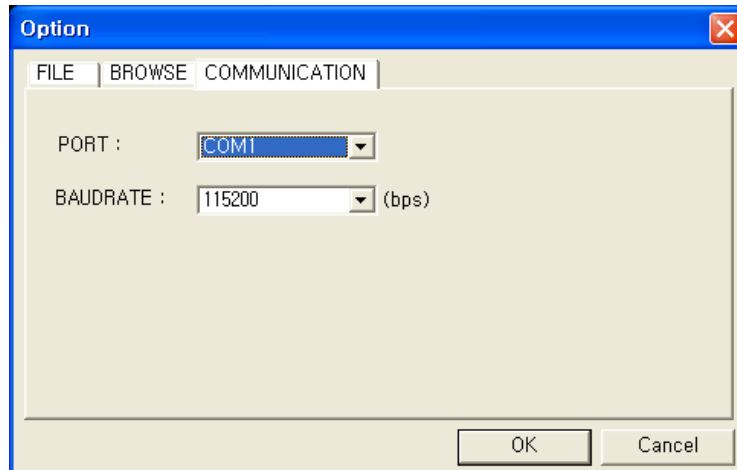 Option
FILE BROWSE COMMUNICATION
PORT : COM1
BAUDRATE : 115200 (bps)
OK Cancel